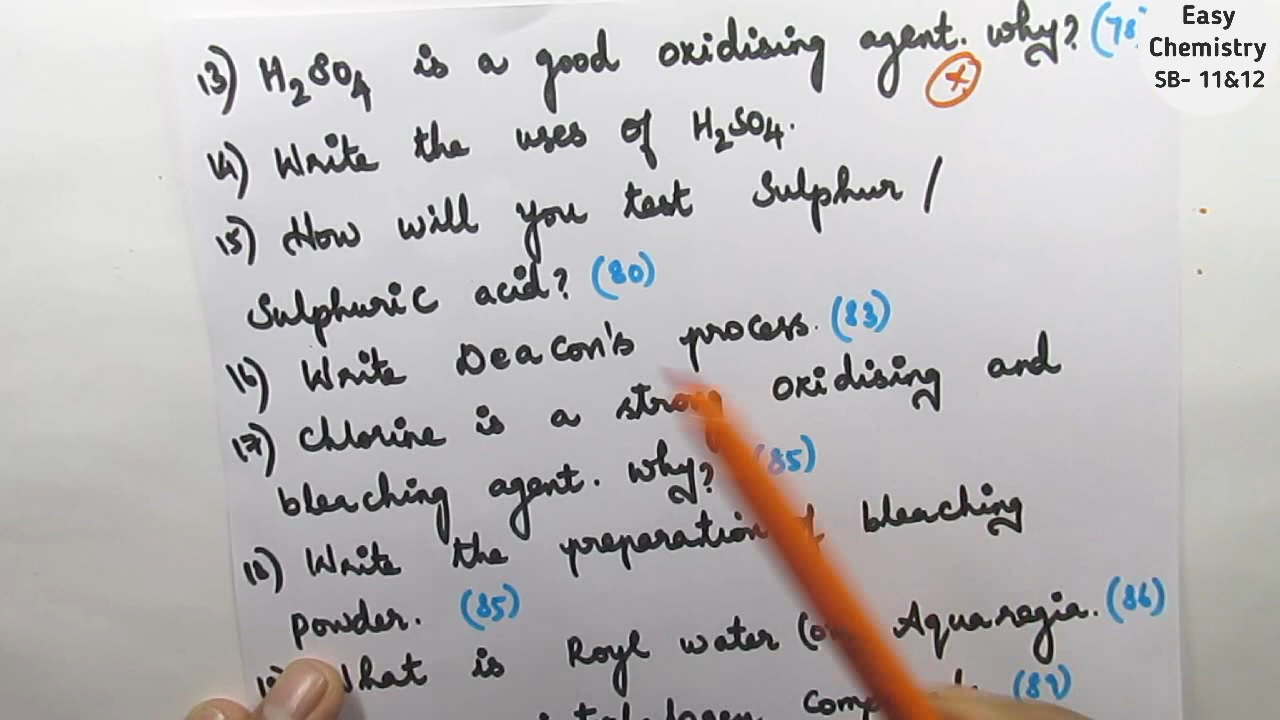 Easy
Chemistry
SB- 11&12
13) H2SO4 is a good oxidising agent. why? (78
14) Write the uses of H2SO4.
15) How will you test Sulphur /
Sulphuric acid? (80)
16) Write Deacon's process. (83)
17) Chlorine is a strong oxidising and
bleaching agent. why? (85)
18) Write the preparation of bleaching
powder. (85)
What is Royl water (or Aquaregia. (86)